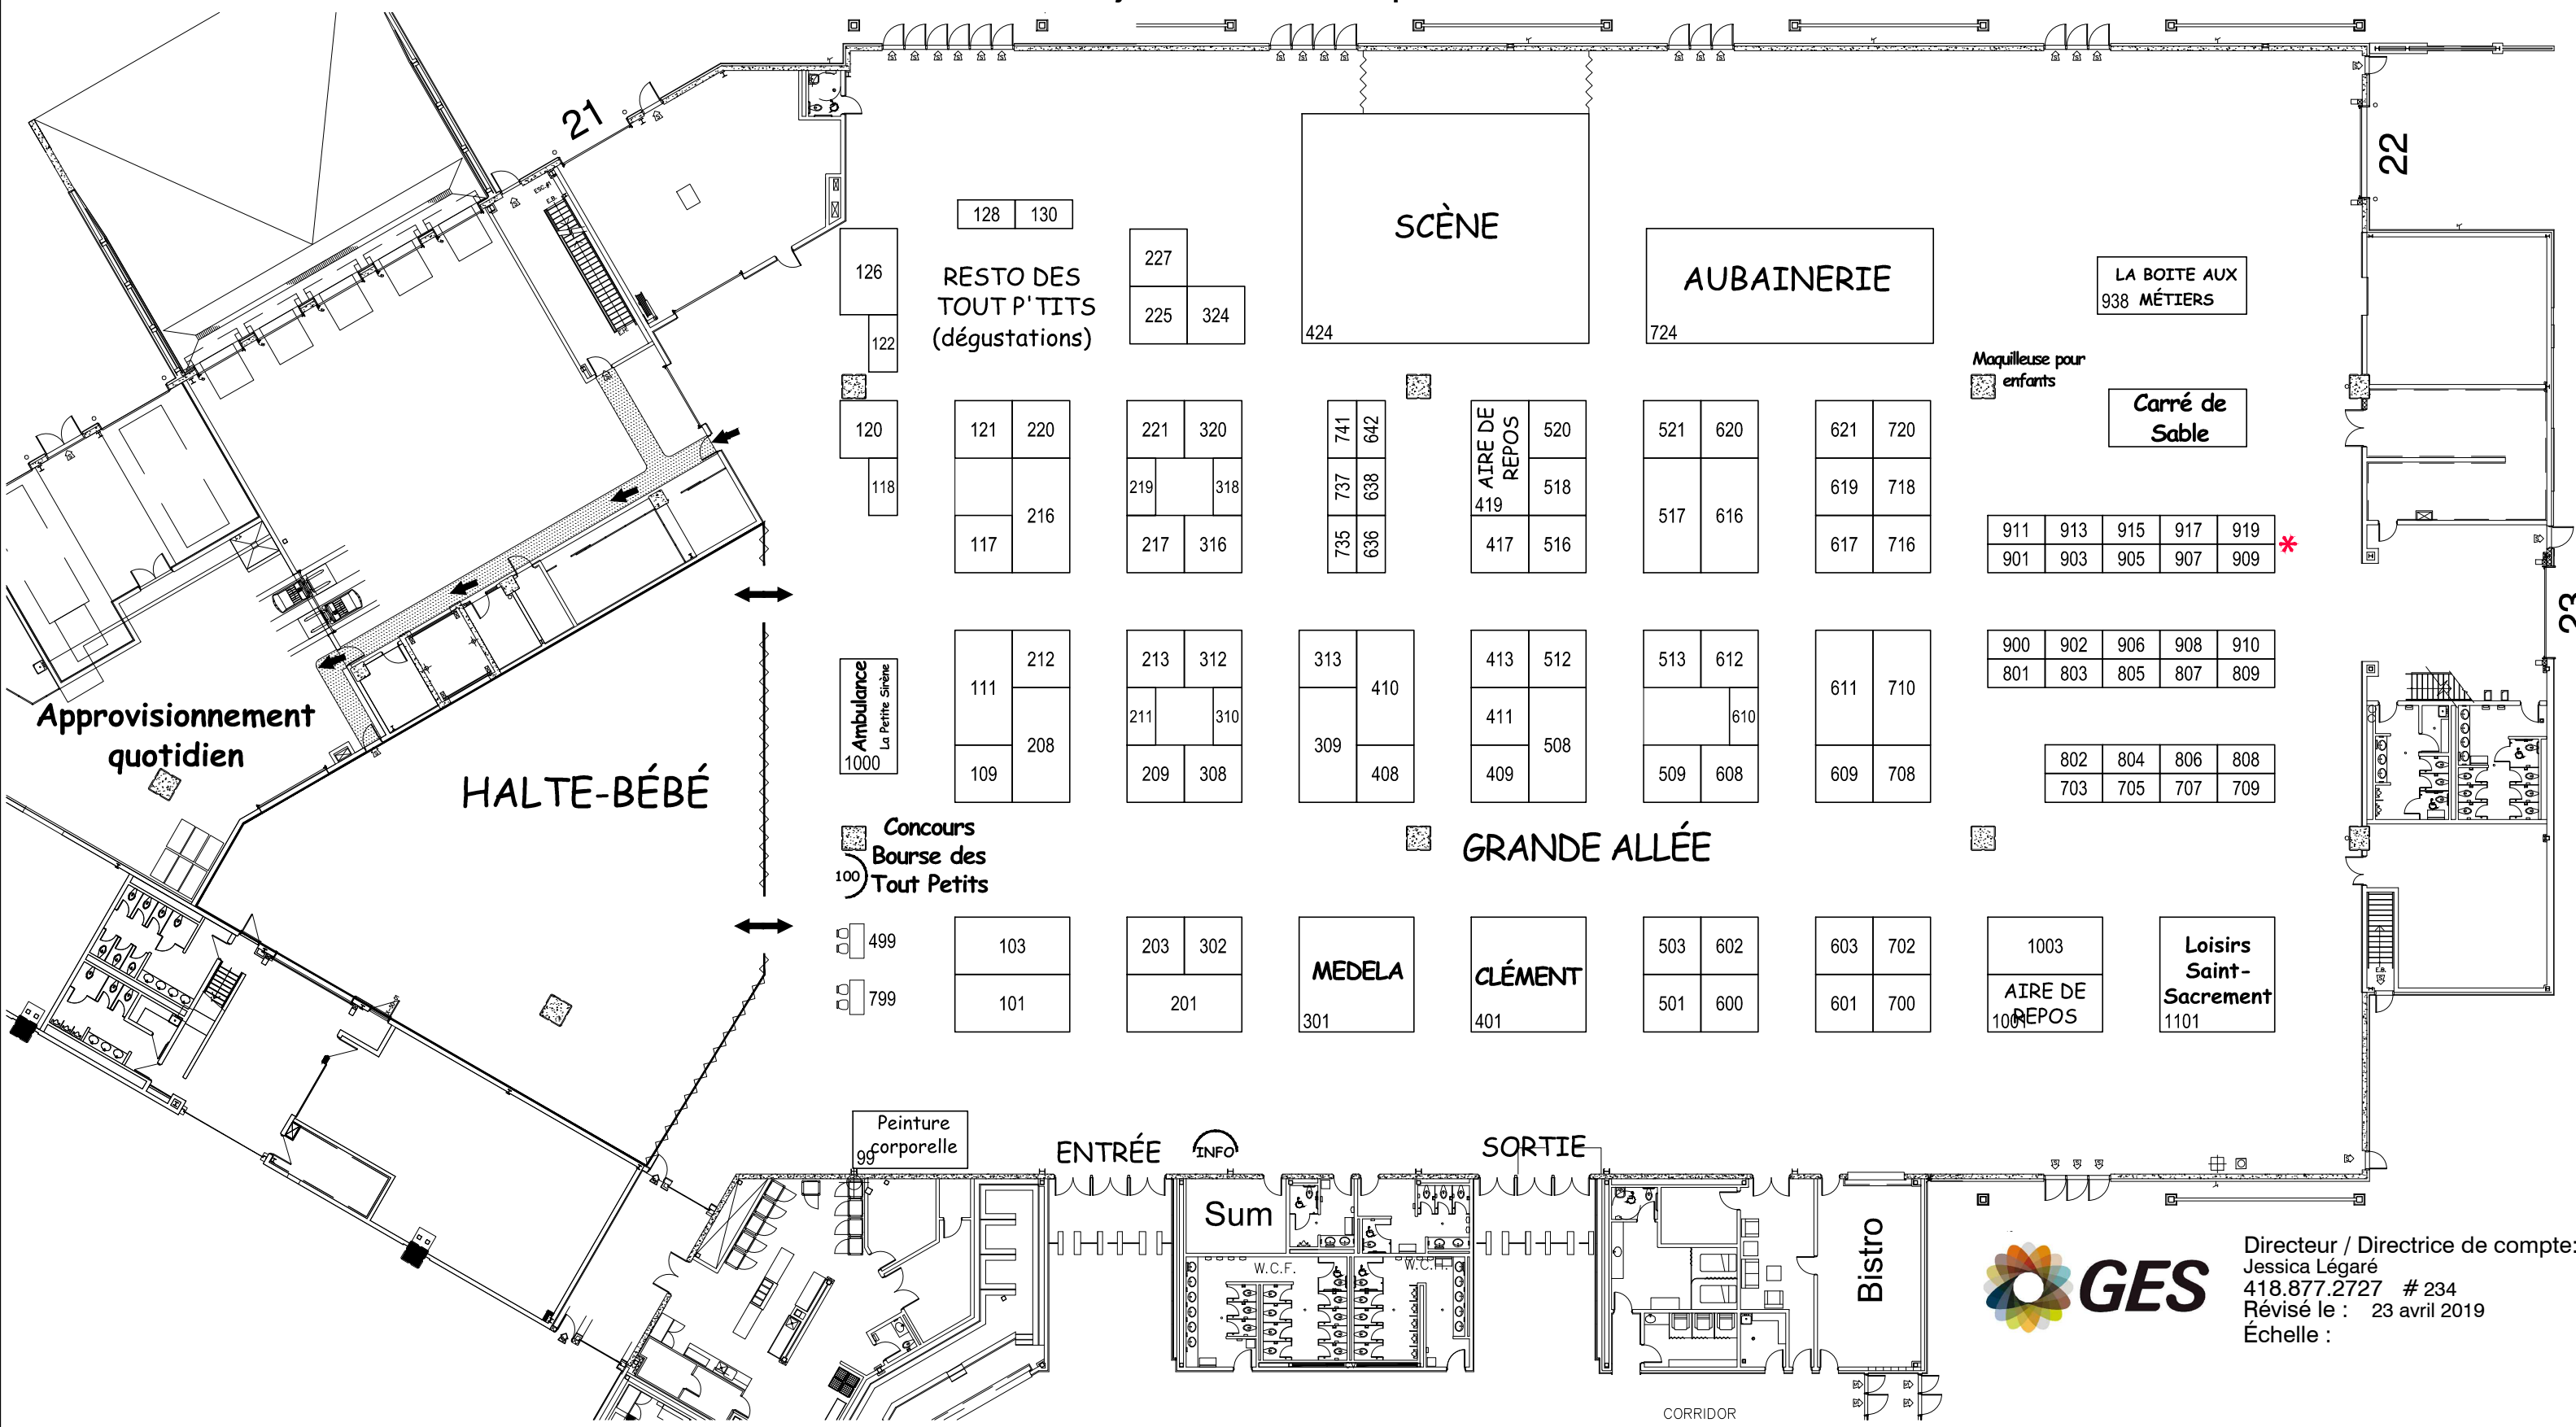 21
22
23
ESC.#1
E.B.
128 130
126
122
RESTO DES
TOUT P'TITS
(dégustations)
227
225 324
SCÈNE
424
AUBAINERIE
724
LA BOITE AUX
938 MÉTIERS
Maquilleuse pour
enfants
Carré de
Sable
120
118
121 220
216
117
221 320
219 318
217 316
741 642
737 638
735 636
AIRE DE
REPOS
419
520
518
417 516
521 620
517 616
621 720
619 718
617 716
911 913 915 917 919
901 903 905 907 909
*
Approvisionnement
quotidien
HALTE-BÉBÉ
Ambulance
La Petite Sirène
1000
212
111
208
109
213 312
211 310
209 308
313
410
309
408
413 512
411
508
409
513 612
610
509 608
611 710
609 708
900 902 906 908 910
801 803 805 807 809
802 804 806 808
703 705 707 709
Concours
Bourse des
Tout Petits
100
GRANDE ALLÉE
499
799
103
101
203 302
201
MEDELA
301
CLÉMENT
401
503 602
501 600
603 702
601 700
1003
AIRE DE
REPOS
1001
Loisirs
Saint-
Sacrement
1101
E.B.
Peinture
corporelle
99
ENTRÉE
INFO
SORTIE
Sum
W.C.F.
W.C.H.
Bistro
CORRIDOR
GES
Directeur / Directrice de compte:
Jessica Légaré
418.877.2727 # 234
Révisé le : 23 avril 2019
Échelle :